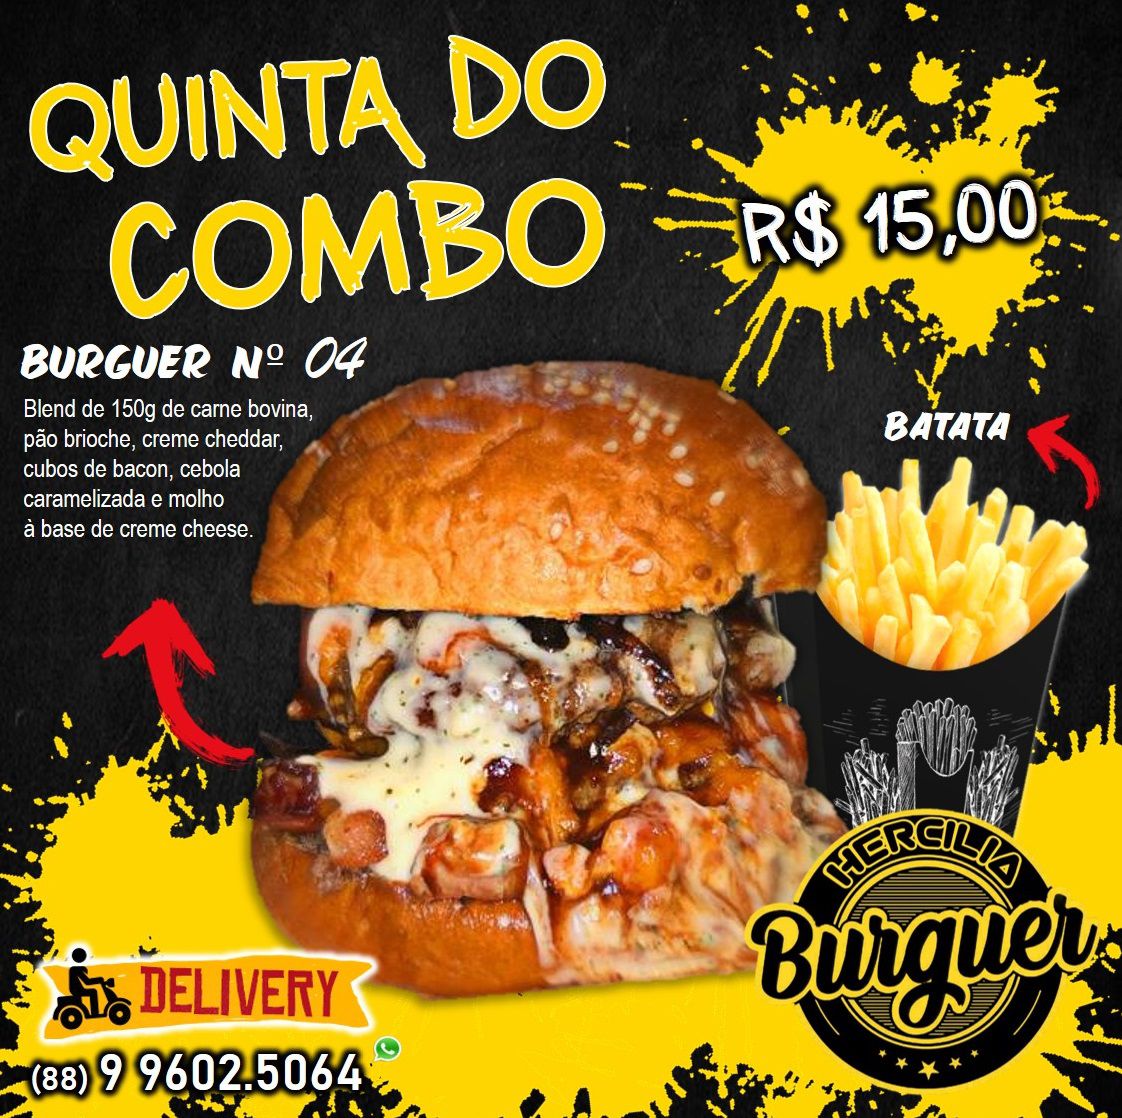 QUINTA DO
COMBO
R$ 15,00
BURGUER Nº 04
Blend de 150g de carne bovina,
pão brioche, creme cheddar,
cubos de bacon, cebola
caramelizada e molho
à base de creme cheese.
BATATA
HERCILIA
Burguer
DELIVERY
(88) 9 9602.5064